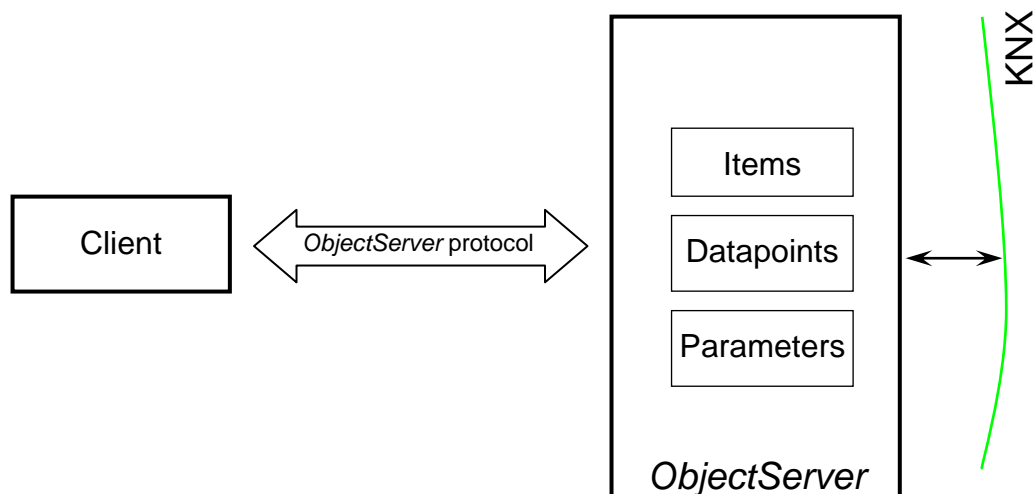 KNX
Items
Client
ObjectServer protocol
Datapoints
Parameters
ObjectServer